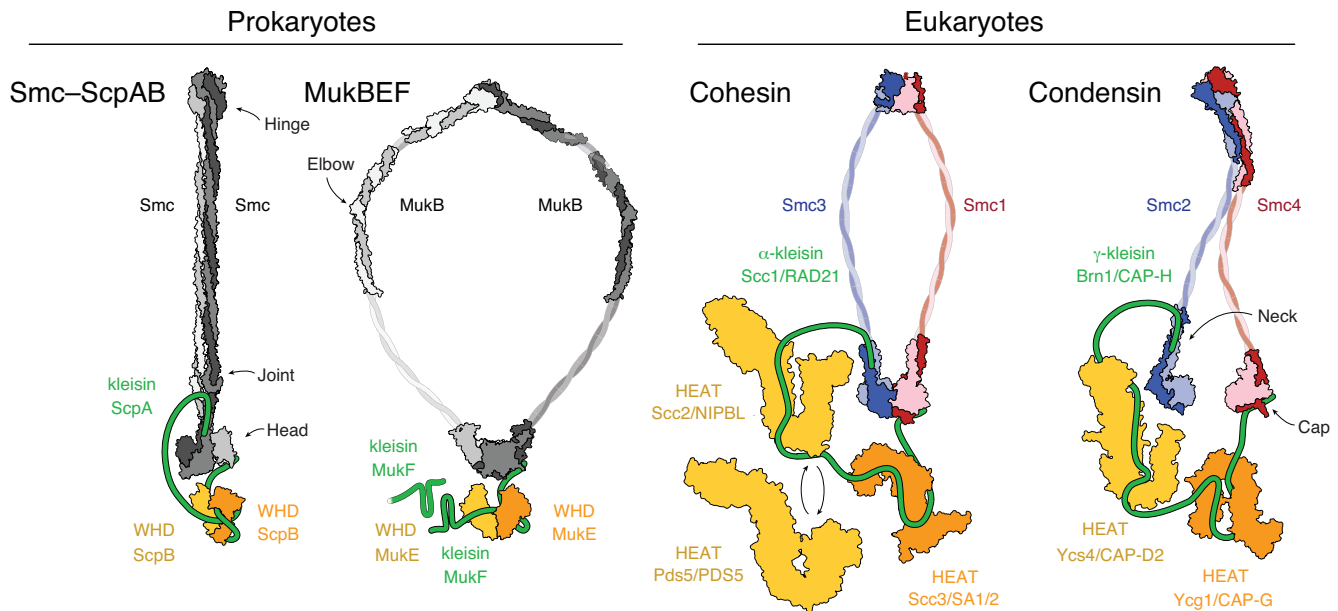 Prokaryotes
Eukaryotes
Smc–ScpAB
MukBEF
Cohesin
Condensin
Hinge
Elbow
Smc
Smc
MukB
MukB
Smc3
Smc1
Smc2
Smc4
α-kleisin
Scc1/RAD21
γ-kleisin
Brn1/CAP-H
Neck
Joint
kleisin
ScpA
Head
HEAT
Scc2/NIPBL
Cap
kleisin
MukF
WHD
ScpB
WHD
ScpB
WHD
MukE
kleisin
MukF
WHD
MukE
HEAT
Pds5/PDS5
HEAT
Scc3/SA1/2
HEAT
Ycs4/CAP-D2
HEAT
Ycg1/CAP-G